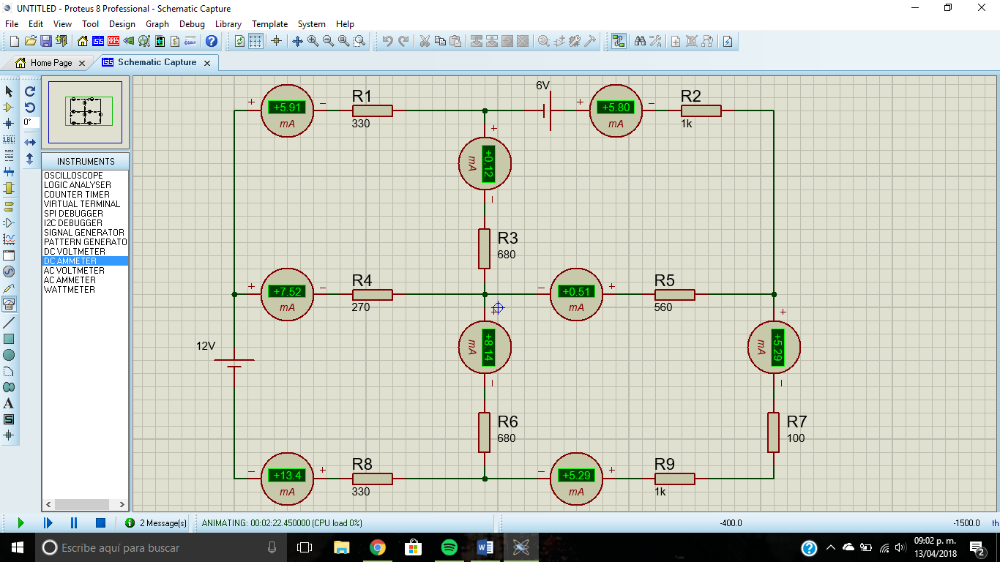 UNTITLED - Proteus 8 Professional - Schematic Capture
File Edit View Tool Design Graph Debug Library Template System Help
Home Page
Schematic Capture
0°
LBL
INSTRUMENTS
OSCILLOSCOPE
LOGIC ANALYSER
COUNTER TIMER
VIRTUAL TERMINAL
SPI DEBUGGER
I2C DEBUGGER
SIGNAL GENERATOR
PATTERN GENERATO
DC VOLTMETER
DC AMMETER
AC VOLTMETER
AC AMMETER
WATTMETER
A
S
+ +5.91 mA −
R1
330
6V
+ +5.80 mA −
R2
1k
+ +0.12 mA −
R3
680
+ +7.52 mA −
R4
270
− +0.51 mA +
R5
560
12V
+ +8.14 mA −
+ +5.29 mA −
R6
680
R7
100
− +13.4 mA +
R8
330
− +5.29 mA +
R9
1k
2 Message(s)
ANIMATING: 00:02:22.450000 (CPU load 0%)
-400.0
-1500.0
th
Escribe aquí para buscar
09:02 p. m.
13/04/2018
2